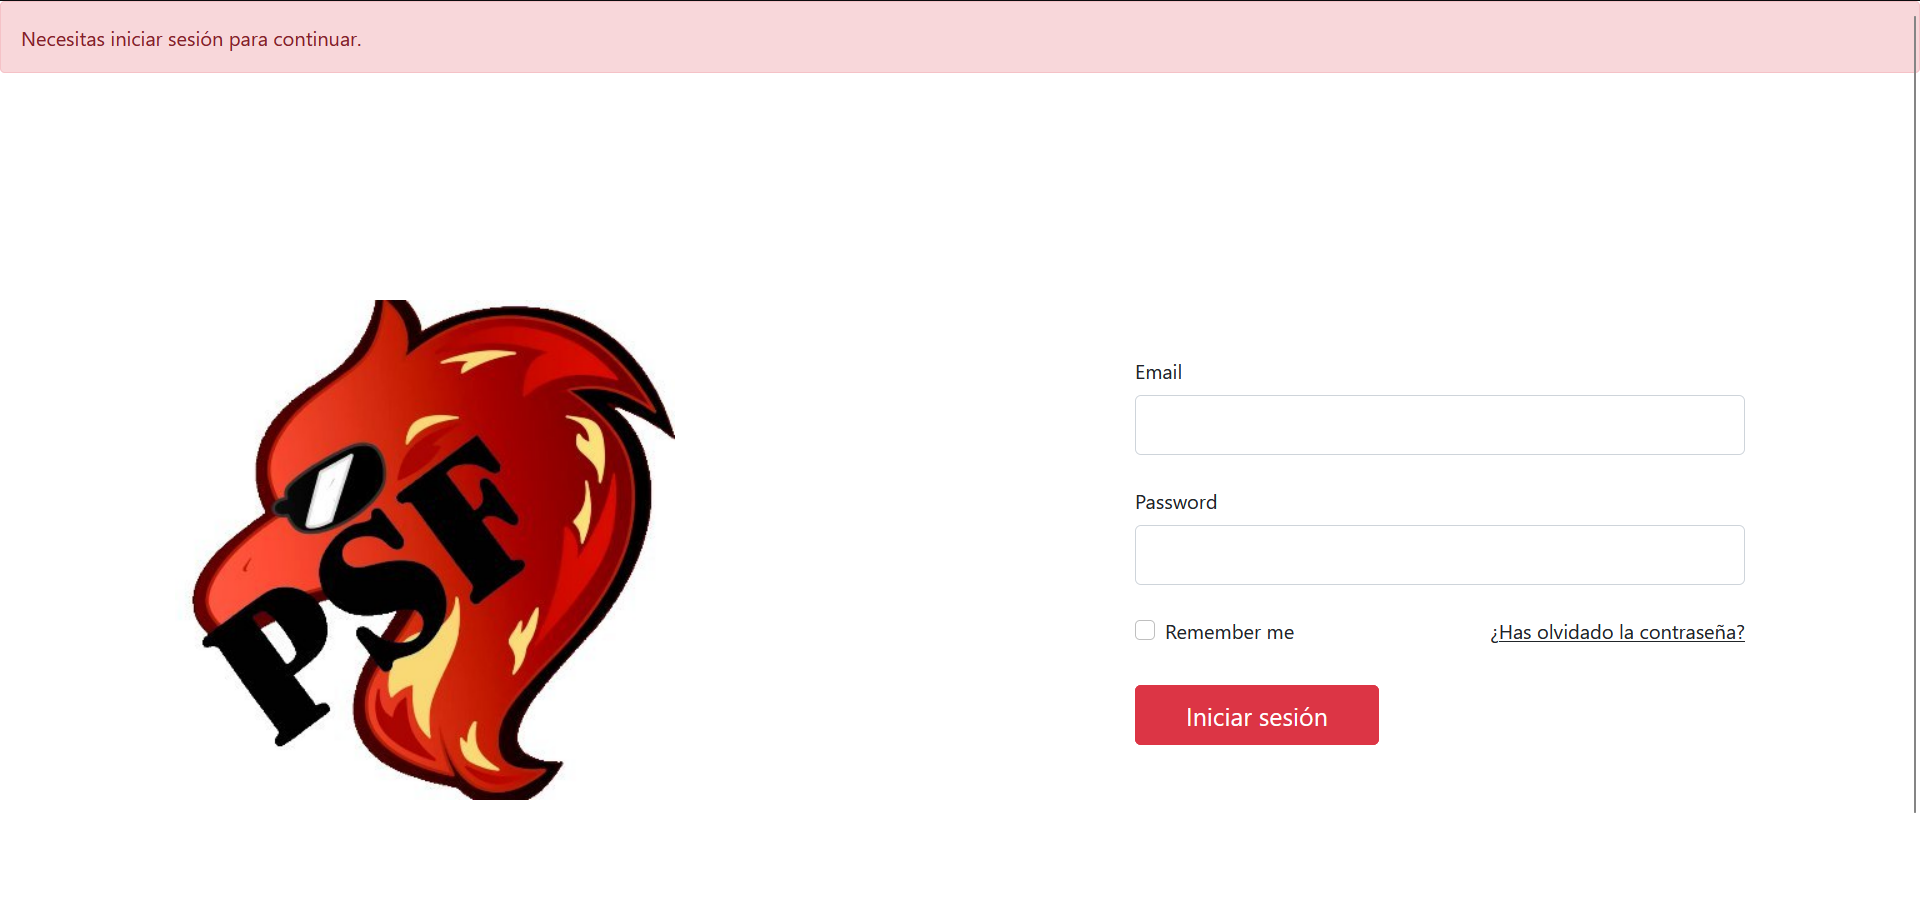 Necesitas iniciar sesión para continuar.
PSF
Email
Password
Remember me
¿Has olvidado la contraseña?
Iniciar sesión